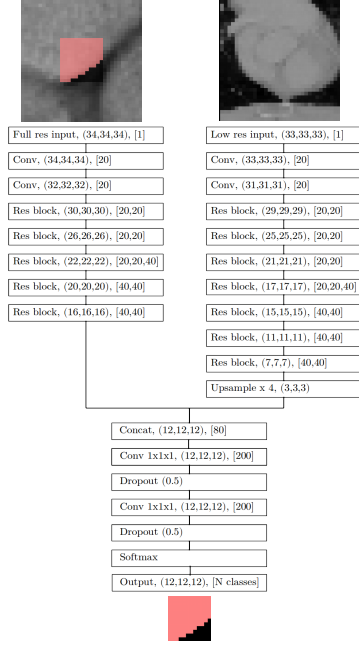 Full res input, (34,34,34), [1]
Conv, (34,34,34), [20]
Conv, (32,32,32), [20]
Res block, (30,30,30), [20,20]
Res block, (26,26,26), [20,20]
Res block, (22,22,22), [20,20,40]
Res block, (20,20,20), [40,40]
Res block, (16,16,16), [40,40]
Low res input, (33,33,33), [1]
Conv, (33,33,33), [20]
Conv, (31,31,31), [20]
Res block, (29,29,29), [20,20]
Res block, (25,25,25), [20,20]
Res block, (21,21,21), [20,20]
Res block, (17,17,17), [20,20,40]
Res block, (15,15,15), [40,40]
Res block, (11,11,11), [40,40]
Res block, (7,7,7), [40,40]
Upsample x 4, (3,3,3)
Concat, (12,12,12), [80]
Conv 1x1x1, (12,12,12), [200]
Dropout (0.5)
Conv 1x1x1, (12,12,12), [200]
Dropout (0.5)
Softmax
Output, (12,12,12), [N classes]